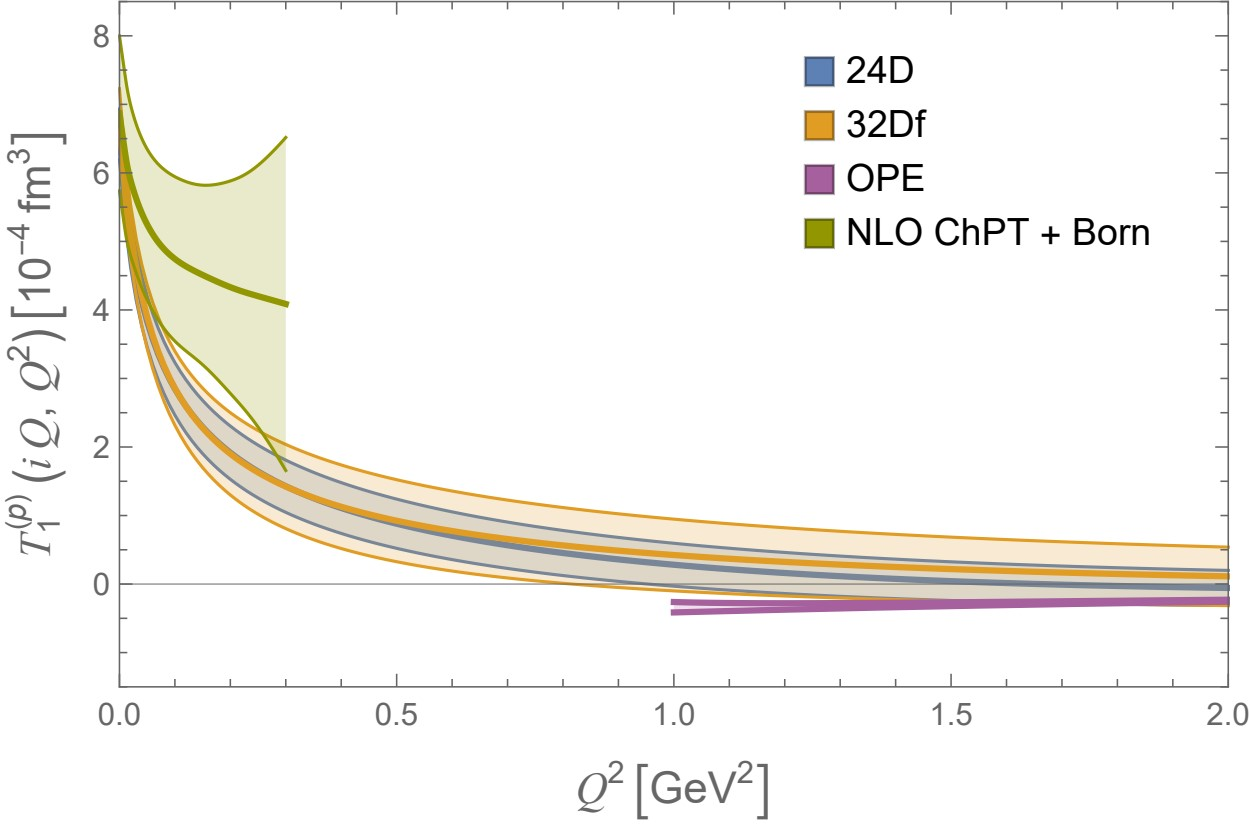 8
6
4
2
0
0.0 0.5 1.0 1.5 2.0
T₁⁽ᵖ⁾ (i Q, Q²) [10⁻⁴ fm³]
Q² [GeV²]
24D
32Df
OPE
NLO ChPT + Born